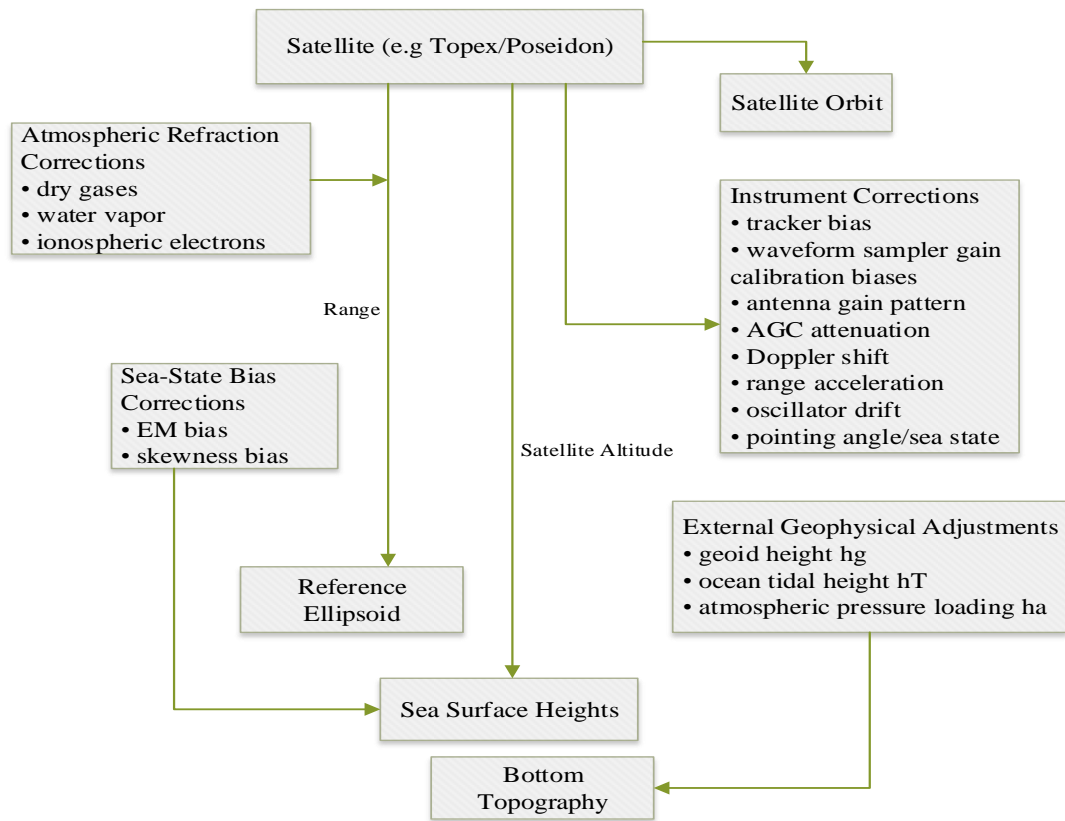 Satellite (e.g Topex/Poseidon)
Satellite Orbit
Atmospheric Refraction
Corrections
• dry gases
• water vapor
• ionospheric electrons
Instrument Corrections
• tracker bias
• waveform sampler gain
calibration biases
• antenna gain pattern
• AGC attenuation
• Doppler shift
• range acceleration
• oscillator drift
• pointing angle/sea state
Range
Sea-State Bias
Corrections
• EM bias
• skewness bias
Satellite Altitude
External Geophysical Adjustments
• geoid height hg
• ocean tidal height hT
• atmospheric pressure loading ha
Reference
Ellipsoid
Sea Surface Heights
Bottom
Topography